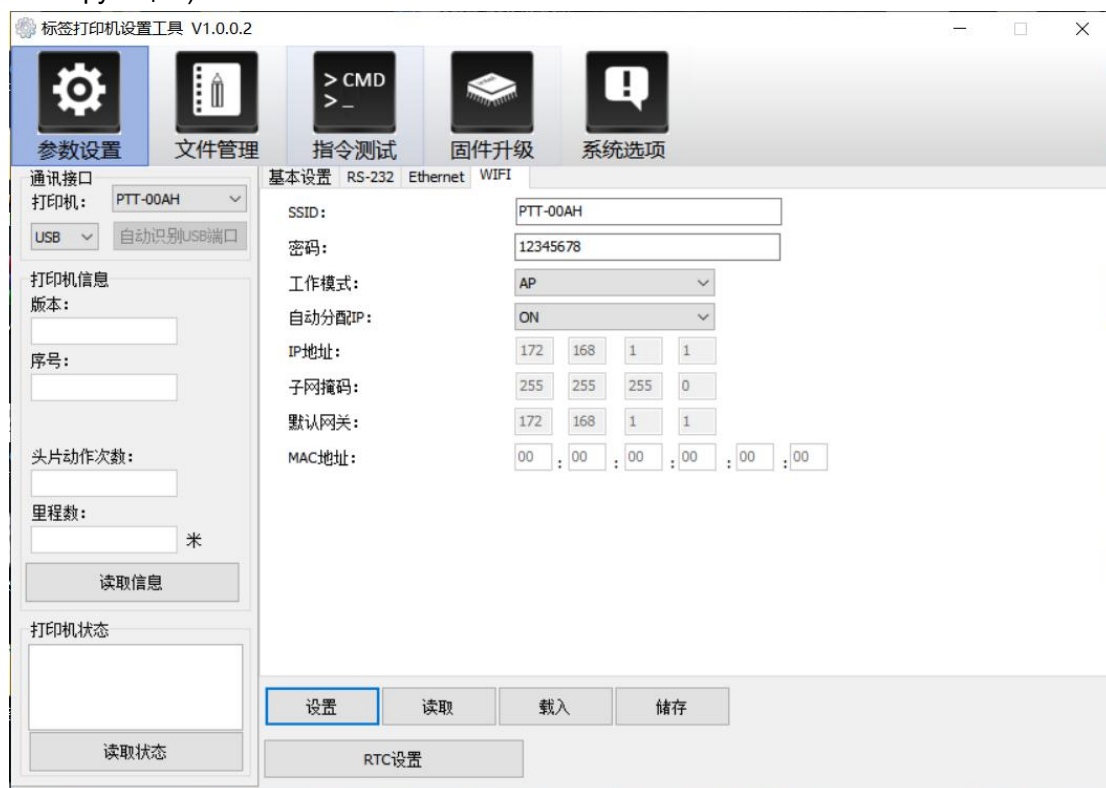 标签打印机设置工具 V1.0.0.2
> CMD
> _
参数设置 文件管理 指令测试 固件升级 系统选项
通讯接口
打印机: PTT-00AH
USB 自动识别USB端口
打印机信息
版本:
序号:
头片动作次数:
里程数:
米
读取信息
打印机状态
读取状态
基本设置 RS-232 Ethernet WIFI
SSID: PTT-00AH
密码: 12345678
工作模式: AP
自动分配IP: ON
IP地址: 172 168 1 1
子网掩码: 255 255 255 0
默认网关: 172 168 1 1
MAC地址: 00 : 00 : 00 : 00 : 00 : 00
设置 读取 载入 储存
RTC设置